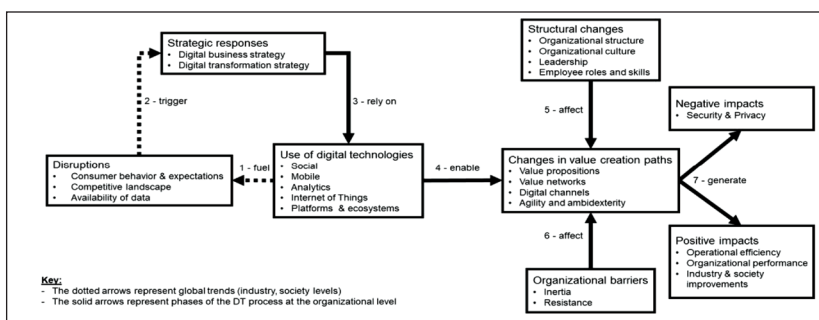 Strategic responses
• Digital business strategy
• Digital transformation strategy
2 - trigger
3 - rely on
Disruptions
• Consumer behavior & expectations
• Competitive landscape
• Availability of data
1 - fuel
Use of digital technologies
• Social
• Mobile
• Analytics
• Internet of Things
• Platforms & ecosystems
4 - enable
Structural changes
• Organizational structure
• Organizational culture
• Leadership
• Employee roles and skills
5 - affect
Changes in value creation paths
• Value propositions
• Value networks
• Digital channels
• Agility and ambidexterity
6 - affect
Organizational barriers
• Inertia
• Resistance
Negative impacts
• Security & Privacy
7 - generate
Positive impacts
• Operational efficiency
• Organizational performance
• Industry & society
improvements
Key:
- The dotted arrows represent global trends (industry, society levels)
- The solid arrows represent phases of the DT process at the organizational level